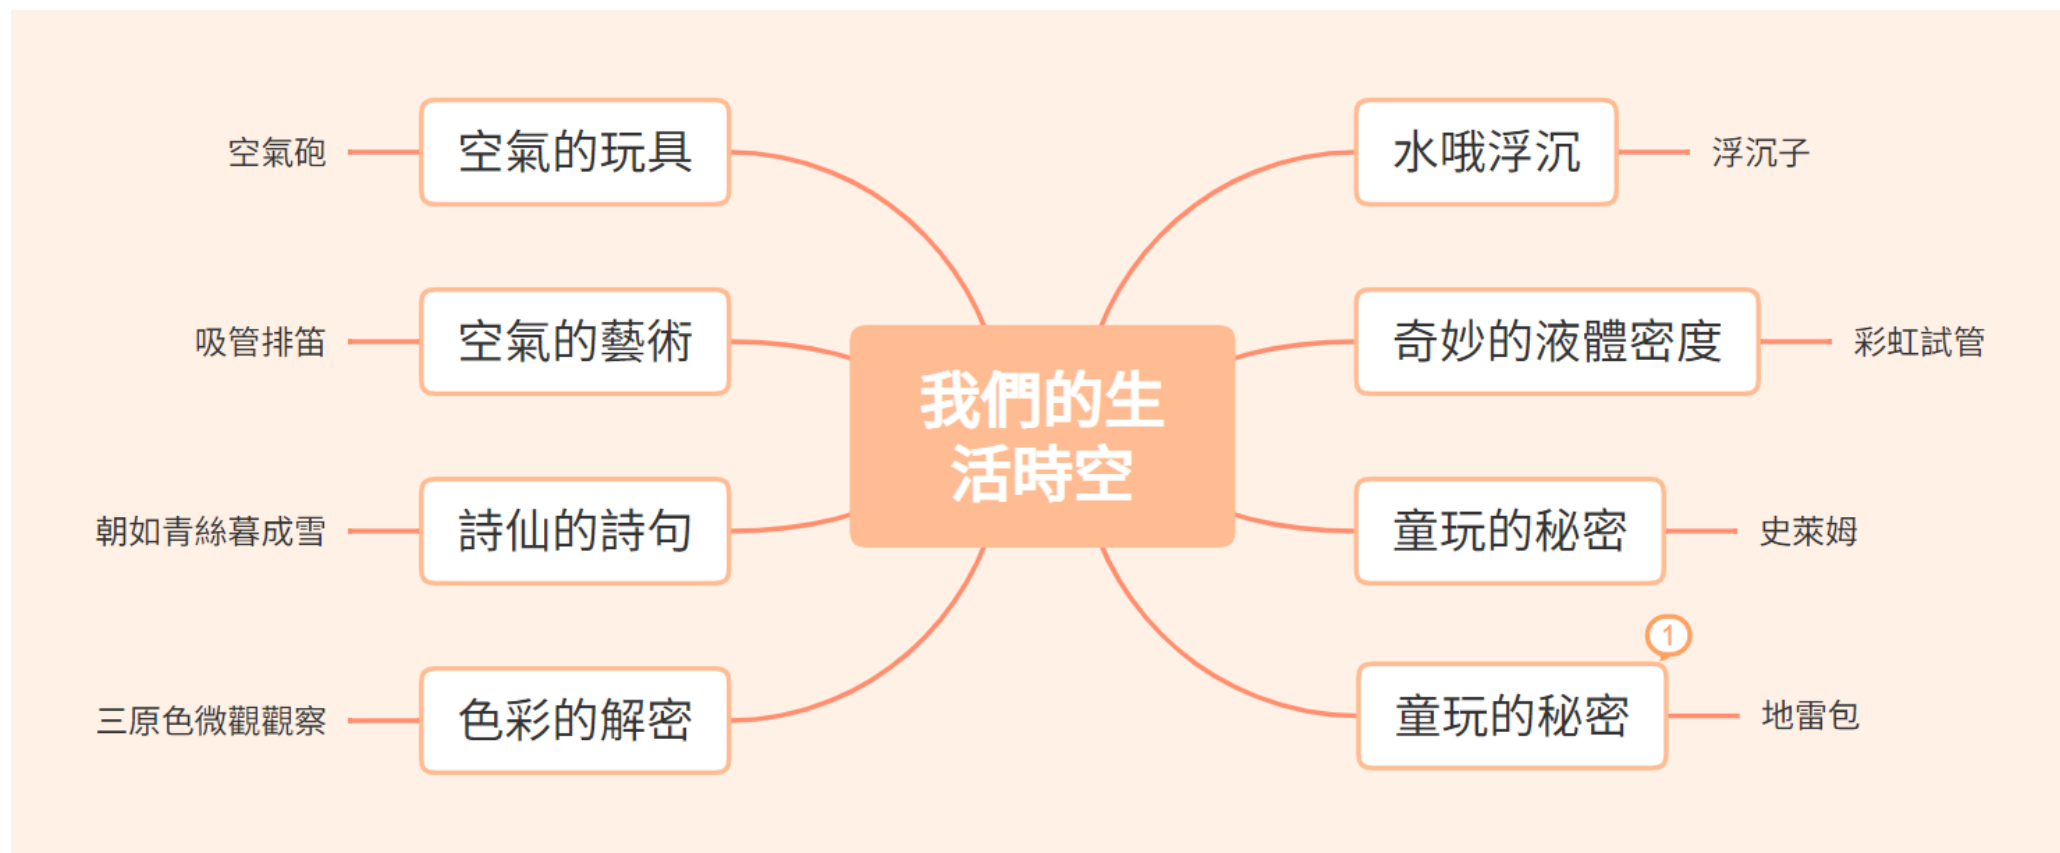 空氣砲
空氣的玩具
吸管排笛
空氣的藝術
朝如青絲暮成雪
詩仙的詩句
三原色微觀觀察
色彩的解密
我們的生
活時空
水哦浮沉
浮沉子
奇妙的液體密度
彩虹試管
童玩的秘密
史萊姆
1
童玩的秘密
地雷包